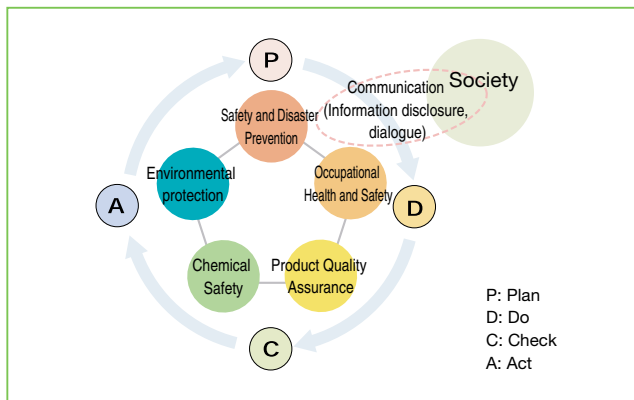 P
Society
Communication
(Information disclosure,
dialogue)
Safety and Disaster
Prevention
Environmental
protection
Occupational
Health and Safety
A
D
Chemical
Safety
Product Quality
Assurance
C
P: Plan
D: Do
C: Check
A: Act